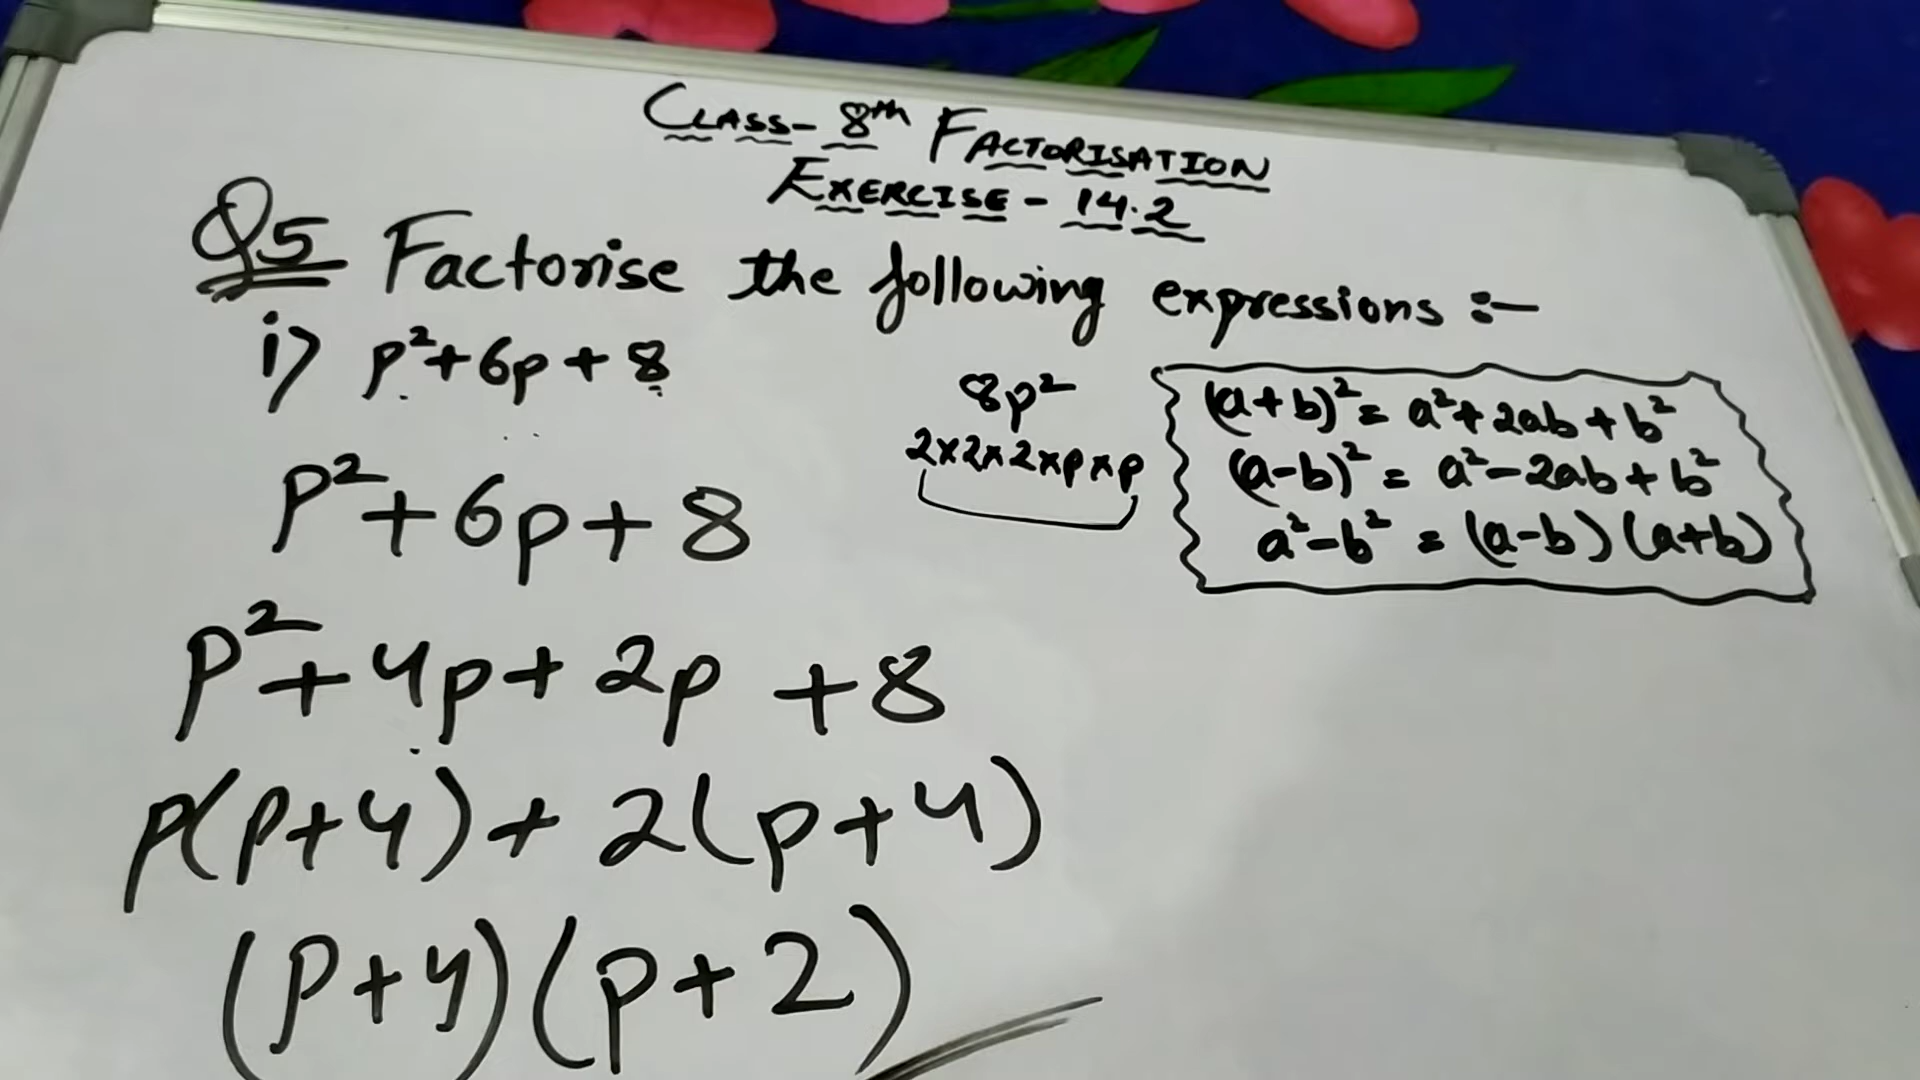 CLASS- 8th FACTORISATION
EXERCISE - 14.2
Q5 Factorise the following expressions :-
i) p²+6p+8
8p²
2×2×2×p×p
(a+b)² = a²+2ab+b²
(a-b)² = a²-2ab+b²
a²-b² = (a-b)(a+b)
p²+6p+8
p²+4p+2p+8
p(p+4)+2(p+4)
(p+4)(p+2)